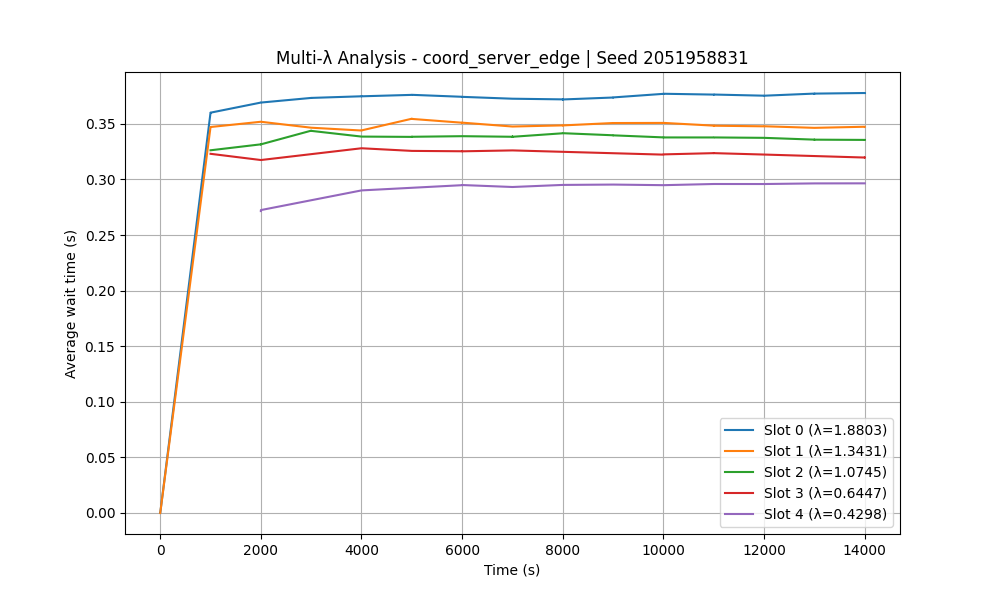 Multi-λ Analysis - coord_server_edge | Seed 2051958831
Average wait time (s)
0.35
0.30
0.25
0.20
0.15
0.10
0.05
0.00
Slot 0 (λ=1.8803)
Slot 1 (λ=1.3431)
Slot 2 (λ=1.0745)
Slot 3 (λ=0.6447)
Slot 4 (λ=0.4298)
0 2000 4000 6000 8000 10000 12000 14000
Time (s)